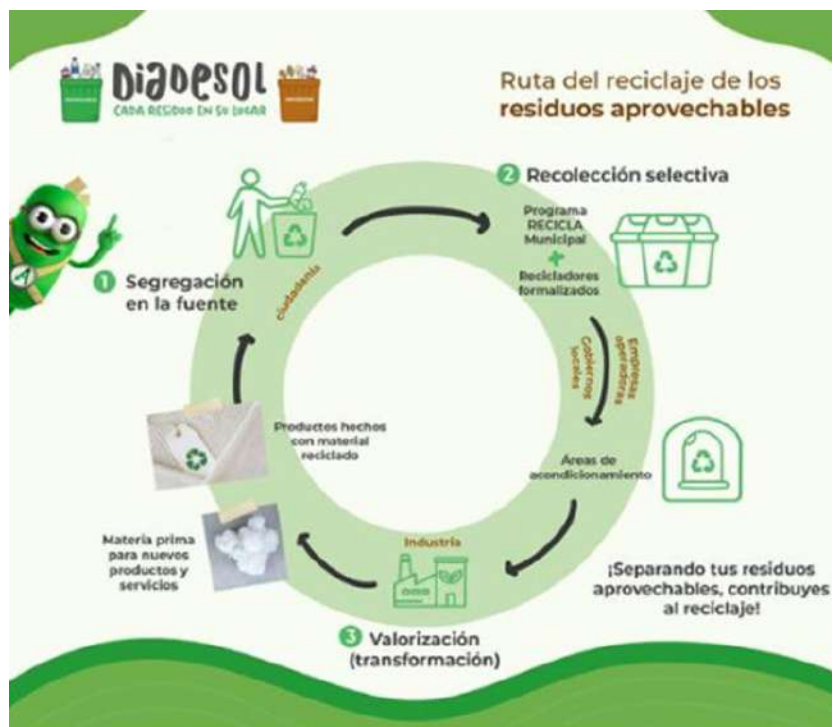 DIADESOL
CADA RESIDUO EN SU LUGAR
Ruta del reciclaje de los
residuos aprovechables
1 Segregación
en la fuente
ciudadanía
2 Recolección selectiva
Programa
RECICLA
Municipal
+
Recicladores
formalizados
Empresas
operadoras
Gobiernos
locales
Áreas de
acondicionamiento
Industria
3 Valorización
(transformación)
Materia prima
para nuevos
productos y
servicios
Productos hechos
con material
reciclado
¡Separando tus residuos
aprovechables, contribuyes
al reciclaje!